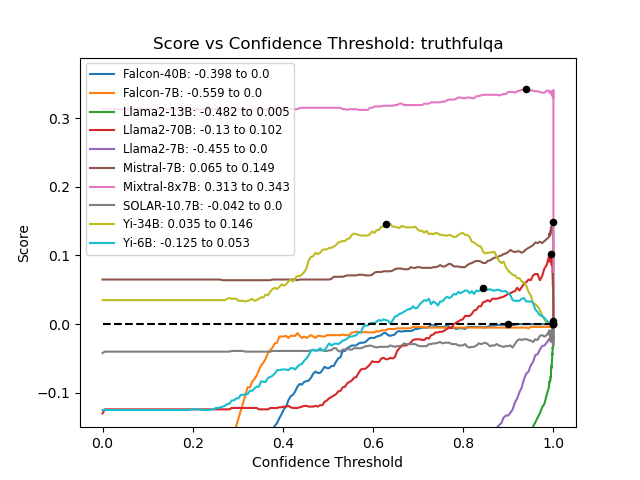 Score vs Confidence Threshold: truthfulqa
Falcon-40B: -0.398 to 0.0
Falcon-7B: -0.559 to 0.0
Llama2-13B: -0.482 to 0.005
Llama2-70B: -0.13 to 0.102
Llama2-7B: -0.455 to 0.0
Mistral-7B: 0.065 to 0.149
Mixtral-8x7B: 0.313 to 0.343
SOLAR-10.7B: -0.042 to 0.0
Yi-34B: 0.035 to 0.146
Yi-6B: -0.125 to 0.053
Score
0.3
0.2
0.1
0.0
−0.1
0.0 0.2 0.4 0.6 0.8 1.0
Confidence Threshold